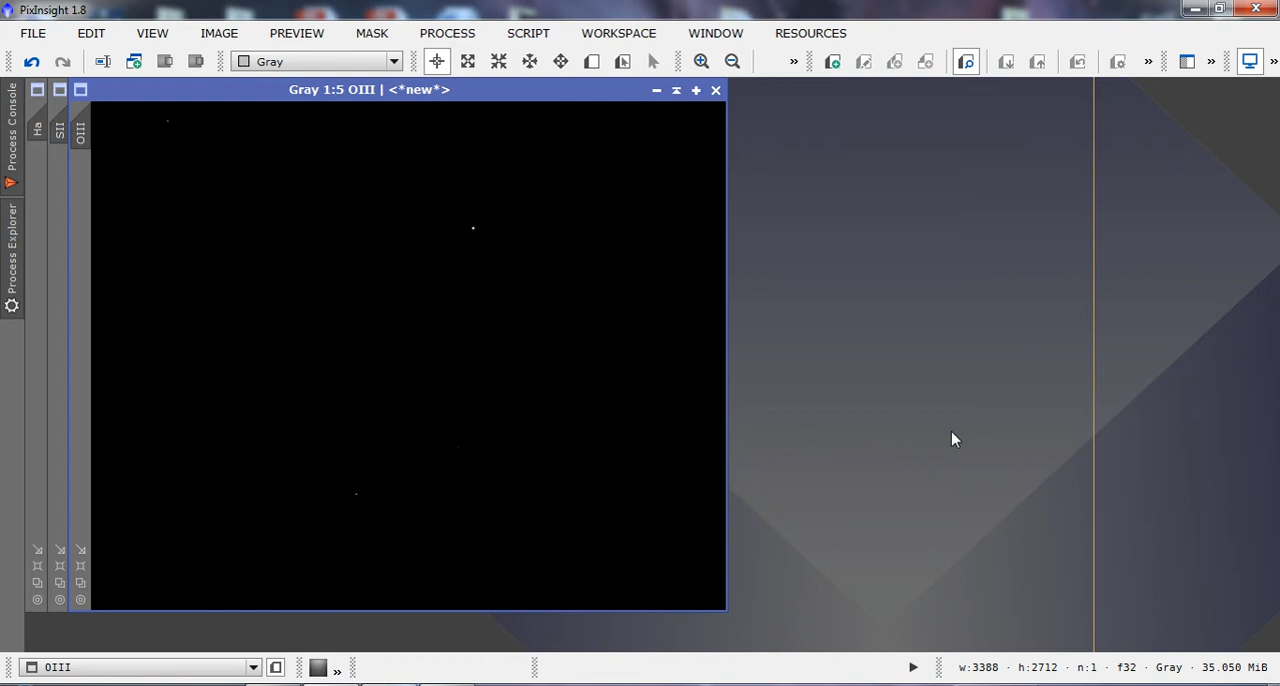 PixInsight 1.8
FILE EDIT VIEW IMAGE PREVIEW MASK PROCESS SCRIPT WORKSPACE WINDOW RESOURCES
Gray
» » » »
Process Console
Process Explorer
Ha
SII
OIII
Gray 1:5 OIII | <*new*>
OIII
»
w:3388 · h:2712 · n:1 · f32 · Gray · 35.050 MiB